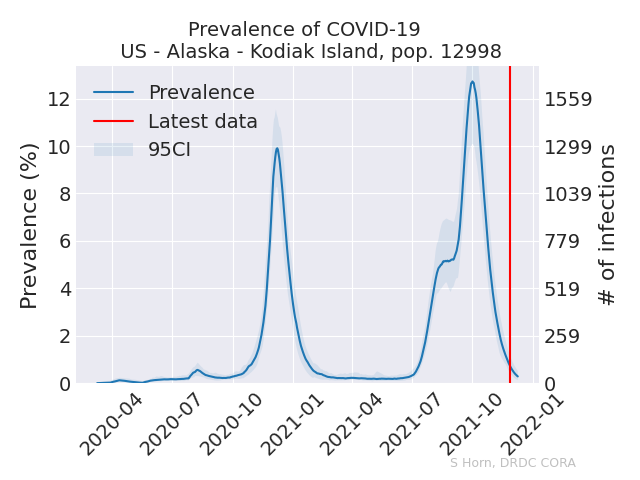 Prevalence of COVID-19
US - Alaska - Kodiak Island, pop. 12998
Prevalence
Latest data
95CI
Prevalence (%)
12
10
8
6
4
2
0
1559
1299
1039
779
519
259
0
# of infections
2020-04
2020-07
2020-10
2021-01
2021-04
2021-07
2021-10
2022-01
S Horn, DRDC CORA